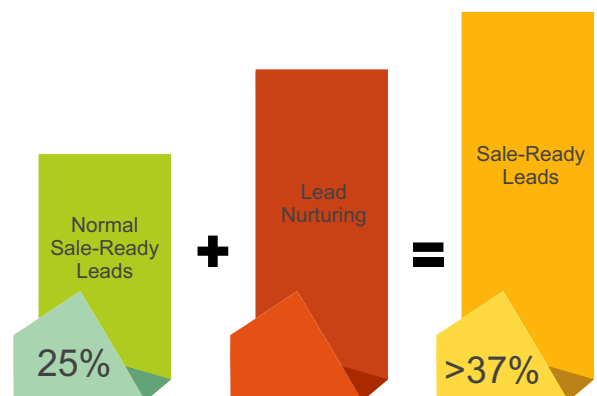 Normal
Sale-Ready
Leads
25%
+
Lead
Nurturing
=
Sale-Ready
Leads
>37%